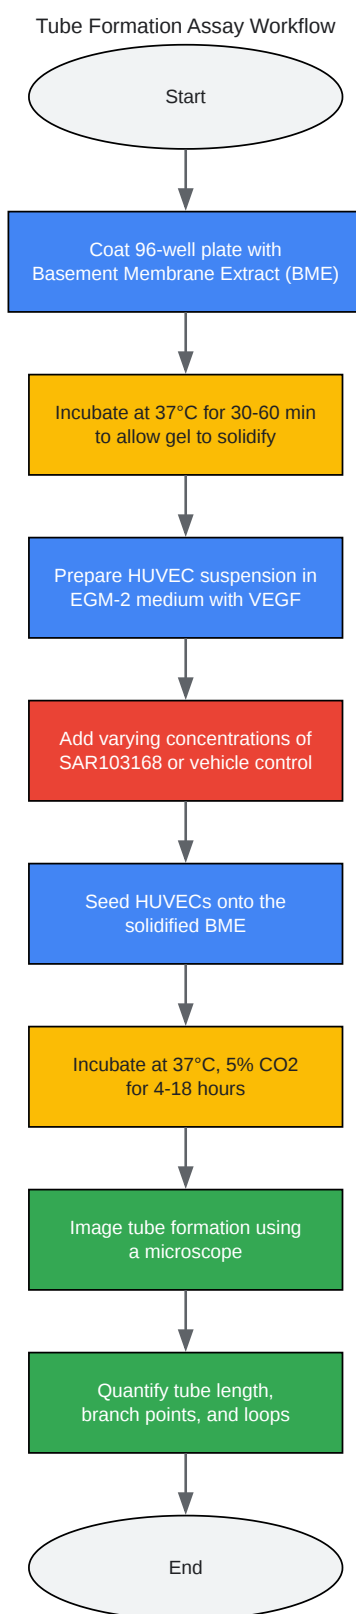 Tube Formation Assay Workflow
Start
Coat 96-well plate with
Basement Membrane Extract (BME)
Incubate at 37°C for 30-60 min
to allow gel to solidify
Prepare HUVEC suspension in
EGM-2 medium with VEGF
Add varying concentrations of
SAR103168 or vehicle control
Seed HUVECs onto the
solidified BME
Incubate at 37°C, 5% CO2
for 4-18 hours
Image tube formation using
a microscope
Quantify tube length,
branch points, and loops
End